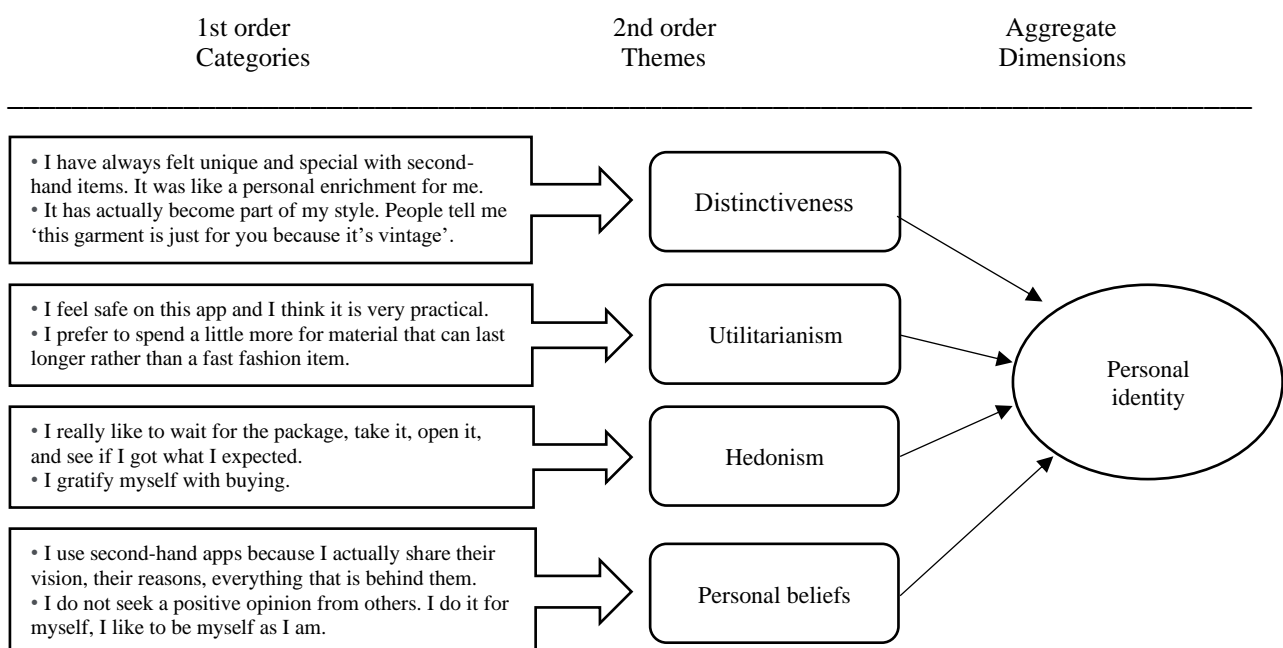 1st order
Categories
2nd order
Themes
Aggregate
Dimensions
• I have always felt unique and special with second-
hand items. It was like a personal enrichment for me.
• It has actually become part of my style. People tell me
‘this garment is just for you because it’s vintage’.
Distinctiveness
• I feel safe on this app and I think it is very practical.
• I prefer to spend a little more for material that can last
longer rather than a fast fashion item.
Utilitarianism
• I really like to wait for the package, take it, open it,
and see if I got what I expected.
• I gratify myself with buying.
Hedonism
• I use second-hand apps because I actually share their
vision, their reasons, everything that is behind them.
• I do not seek a positive opinion from others. I do it for
myself, I like to be myself as I am.
Personal beliefs
Personal
identity